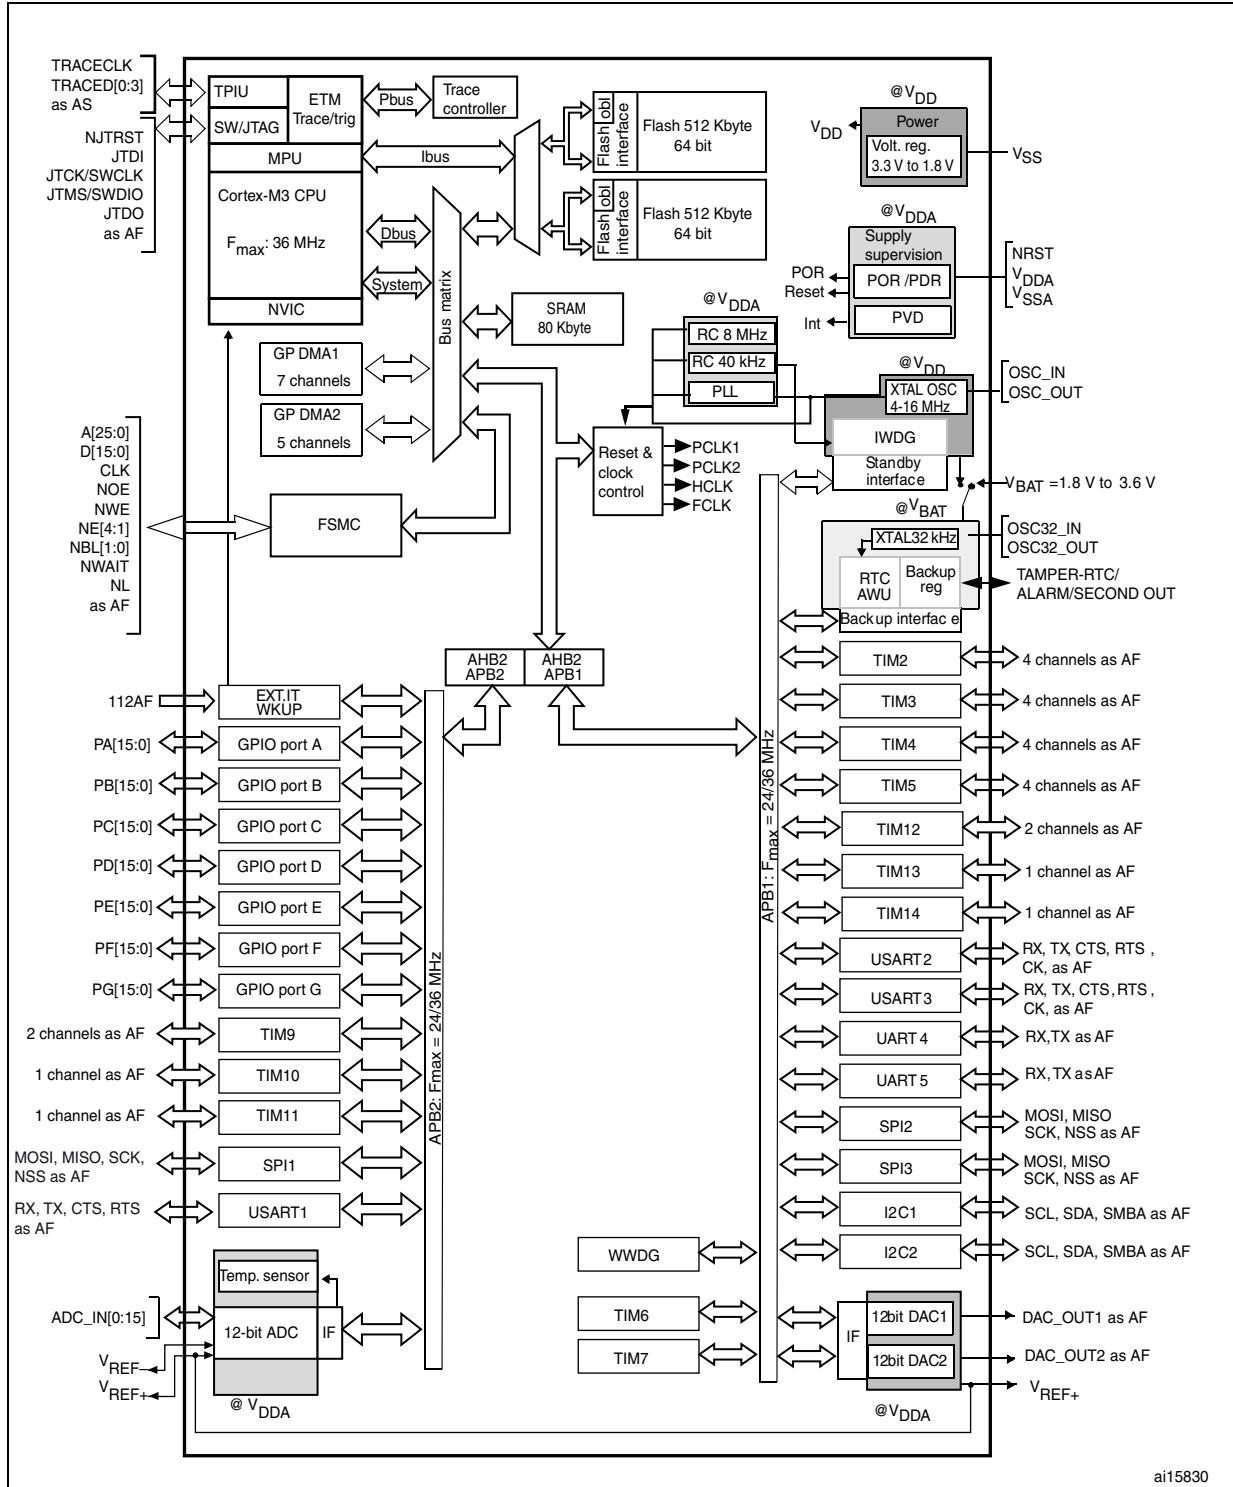 TRACECLK
TRACED[0:3]
as AS
NJTRST
JTDI
JTCK/SWCLK
JTMS/SWDIO
JTDO
as AF
TPIU
SW/JTAG
ETM
Trace/trig
MPU
Cortex-M3 CPU
Fmax: 36 MHz
NVIC
Pbus
Trace
controller
Ibus
Dbus
System
Bus matrix
Flash obl
interface
Flash 512 Kbyte
64 bit
Flash obl
interface
Flash 512 Kbyte
64 bit
SRAM
80 Kbyte
@VDD
Power
VDD
Volt. reg.
3.3 V to 1.8 V
VSS
@VDDA
Supply
supervision
POR
Reset
POR / PDR
Int
PVD
NRST
VDDA
VSSA
@VDDA
RC 8 MHz
RC 40 kHz
PLL
@VDD
XTAL OSC
4-16 MHz
OSC_IN
OSC_OUT
IWDG
Standby
interface
GP DMA1
7 channels
GP DMA2
5 channels
Reset &
clock
control
PCLK1
PCLK2
HCLK
FCLK
VBAT =1.8 V to 3.6 V
@VBAT
XTAL32 kHz
OSC32_IN
OSC32_OUT
RTC
AWU
Backup
reg
TAMPER-RTC/
ALARM/SECOND OUT
Backup interface
A[25:0]
D[15:0]
CLK
NOE
NWE
NE[4:1]
NBL[1:0]
NWAIT
NL
as AF
FSMC
AHB2
APB2
AHB2
APB1
112AF
EXT.IT
WKUP
PA[15:0]
GPIO port A
PB[15:0]
GPIO port B
PC[15:0]
GPIO port C
PD[15:0]
GPIO port D
PE[15:0]
GPIO port E
PF[15:0]
GPIO port F
PG[15:0]
GPIO port G
2 channels as AF
TIM9
1 channel as AF
TIM10
1 channel as AF
TIM11
MOSI, MISO, SCK,
NSS as AF
SPI1
RX, TX, CTS, RTS
as AF
USART1
Temp. sensor
ADC_IN[0:15]
12-bit ADC
IF
VREF–
VREF+
@ VDDA
APB2: Fmax = 24/36 MHz
APB1: Fmax = 24/36 MHz
TIM2
4 channels as AF
TIM3
4 channels as AF
TIM4
4 channels as AF
TIM5
4 channels as AF
TIM12
2 channels as AF
TIM13
1 channel as AF
TIM14
1 channel as AF
USART2
RX, TX, CTS, RTS,
CK, as AF
USART3
RX, TX, CTS, RTS,
CK, as AF
UART4
RX,TX as AF
UART5
RX,TX as AF
SPI2
MOSI, MISO
SCK, NSS as AF
SPI3
MOSI, MISO
SCK, NSS as AF
I2C1
SCL, SDA, SMBA as AF
I2C2
SCL, SDA, SMBA as AF
WWDG
TIM6
TIM7
IF
12bit DAC1
DAC_OUT1 as AF
12bit DAC2
DAC_OUT2 as AF
VREF+
@VDDA
ai15830